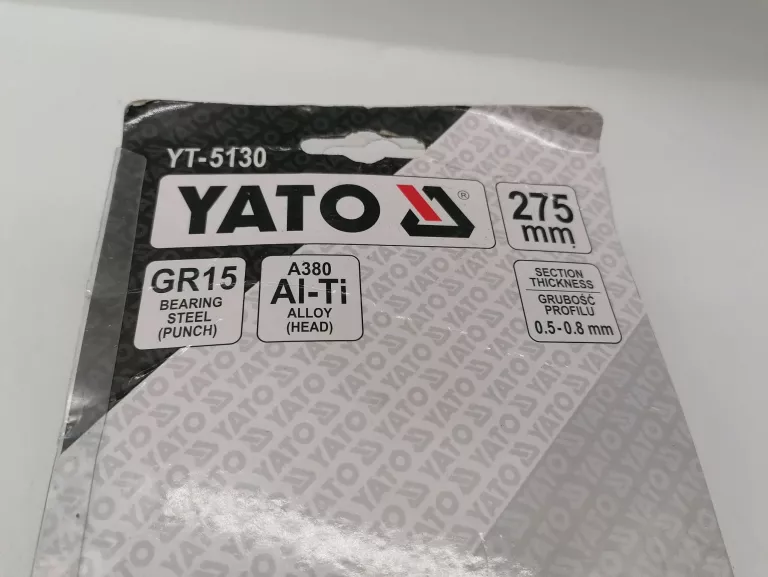 YT-5130
YATO ®
275
mm
GR15
BEARING
STEEL
(PUNCH)
A380
Al-Ti
ALLOY
(HEAD)
SECTION
THICKNESS
GRUBOŚĆ
PROFILU
0.5-0.8 mm